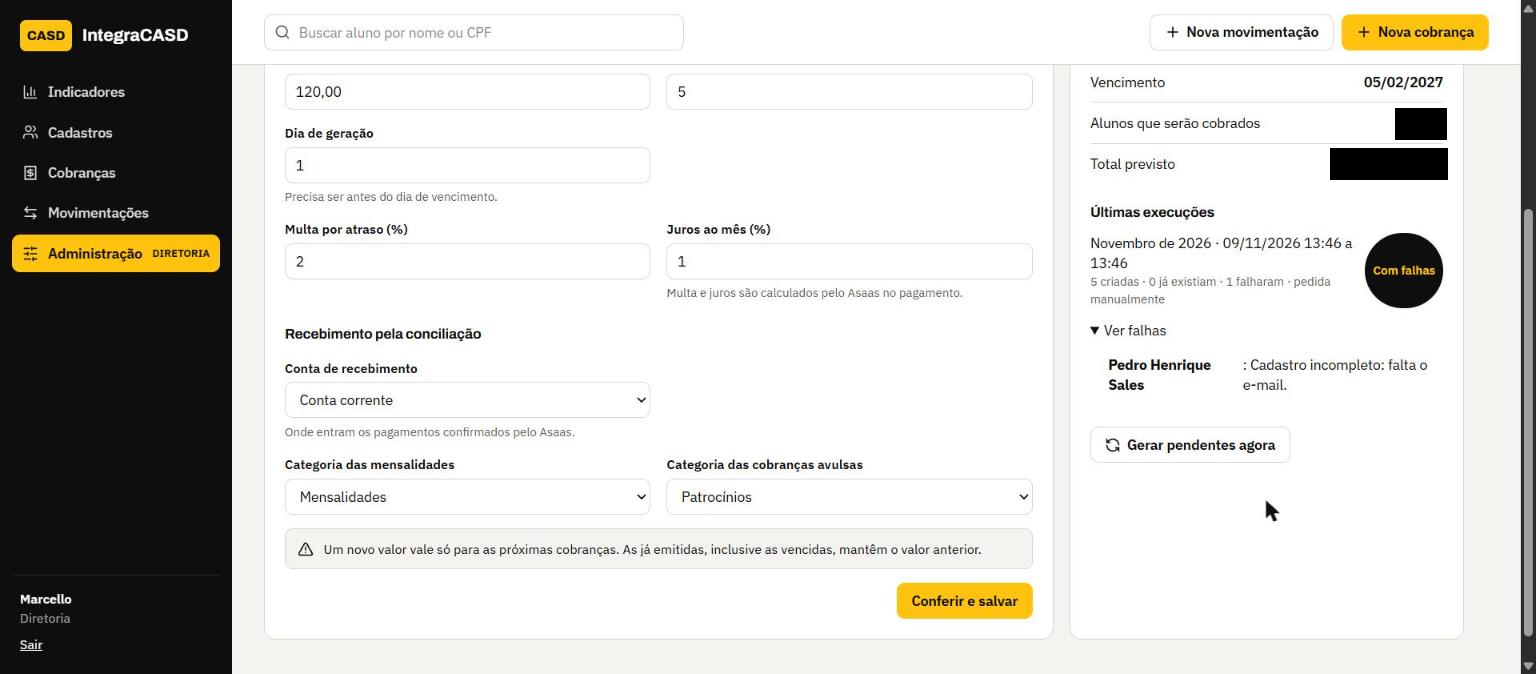 CASD IntegraCASD
Buscar aluno por nome ou CPF
Nova movimentação
Nova cobrança
Indicadores
Cadastros
Cobranças
Movimentações
Administração DIRETORIA
Marcello
Diretoria
Sair
120,00
5
Dia de geração
1
Precisa ser antes do dia de vencimento.
Multa por atraso (%)
Juros ao mês (%)
2
1
Multa e juros são calculados pelo Asaas no pagamento.
Recebimento pela conciliação
Conta de recebimento
Conta corrente
Onde entram os pagamentos confirmados pelo Asaas.
Categoria das mensalidades
Categoria das cobranças avulsas
Mensalidades
Patrocínios
Um novo valor vale só para as próximas cobranças. As já emitidas, inclusive as vencidas, mantêm o valor anterior.
Conferir e salvar
Vencimento 05/02/2027
Alunos que serão cobrados
Total previsto
Últimas execuções
Novembro de 2026 · 09/11/2026 13:46 a
13:46
5 criadas · 0 já existiam · 1 falharam · pedida
manualmente
Com falhas
Ver falhas
Pedro Henrique
Sales
: Cadastro incompleto: falta o
e-mail.
Gerar pendentes agora